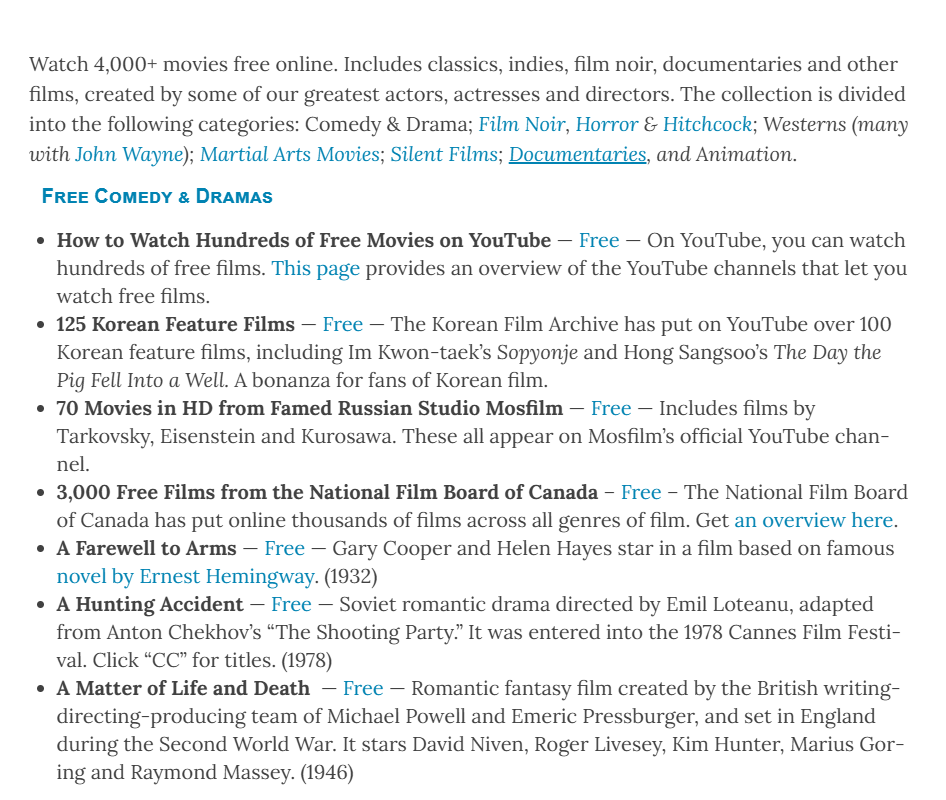 Watch 4,000+ movies free online. Includes classics, indies, film noir, documentaries and other
films, created by some of our greatest actors, actresses and directors. The collection is divided
into the following categories: Comedy & Drama; Film Noir, Horror & Hitchcock; Westerns (many
with John Wayne); Martial Arts Movies; Silent Films; Documentaries, and Animation.
Free Comedy & Dramas
• How to Watch Hundreds of Free Movies on YouTube — Free — On YouTube, you can watch
hundreds of free films. This page provides an overview of the YouTube channels that let you
watch free films.
• 125 Korean Feature Films — Free — The Korean Film Archive has put on YouTube over 100
Korean feature films, including Im Kwon-taek’s Sopyonje and Hong Sangsoo’s The Day the
Pig Fell Into a Well. A bonanza for fans of Korean film.
• 70 Movies in HD from Famed Russian Studio Mosfilm — Free — Includes films by
Tarkovsky, Eisenstein and Kurosawa. These all appear on Mosfilm’s official YouTube chan-
nel.
• 3,000 Free Films from the National Film Board of Canada – Free – The National Film Board
of Canada has put online thousands of films across all genres of film. Get an overview here.
• A Farewell to Arms — Free — Gary Cooper and Helen Hayes star in a film based on famous
novel by Ernest Hemingway. (1932)
• A Hunting Accident — Free — Soviet romantic drama directed by Emil Loteanu, adapted
from Anton Chekhov’s “The Shooting Party.” It was entered into the 1978 Cannes Film Festi-
val. Click “CC” for titles. (1978)
• A Matter of Life and Death — Free — Romantic fantasy film created by the British writing-
directing-producing team of Michael Powell and Emeric Pressburger, and set in England
during the Second World War. It stars David Niven, Roger Livesey, Kim Hunter, Marius Gor-
ing and Raymond Massey. (1946)